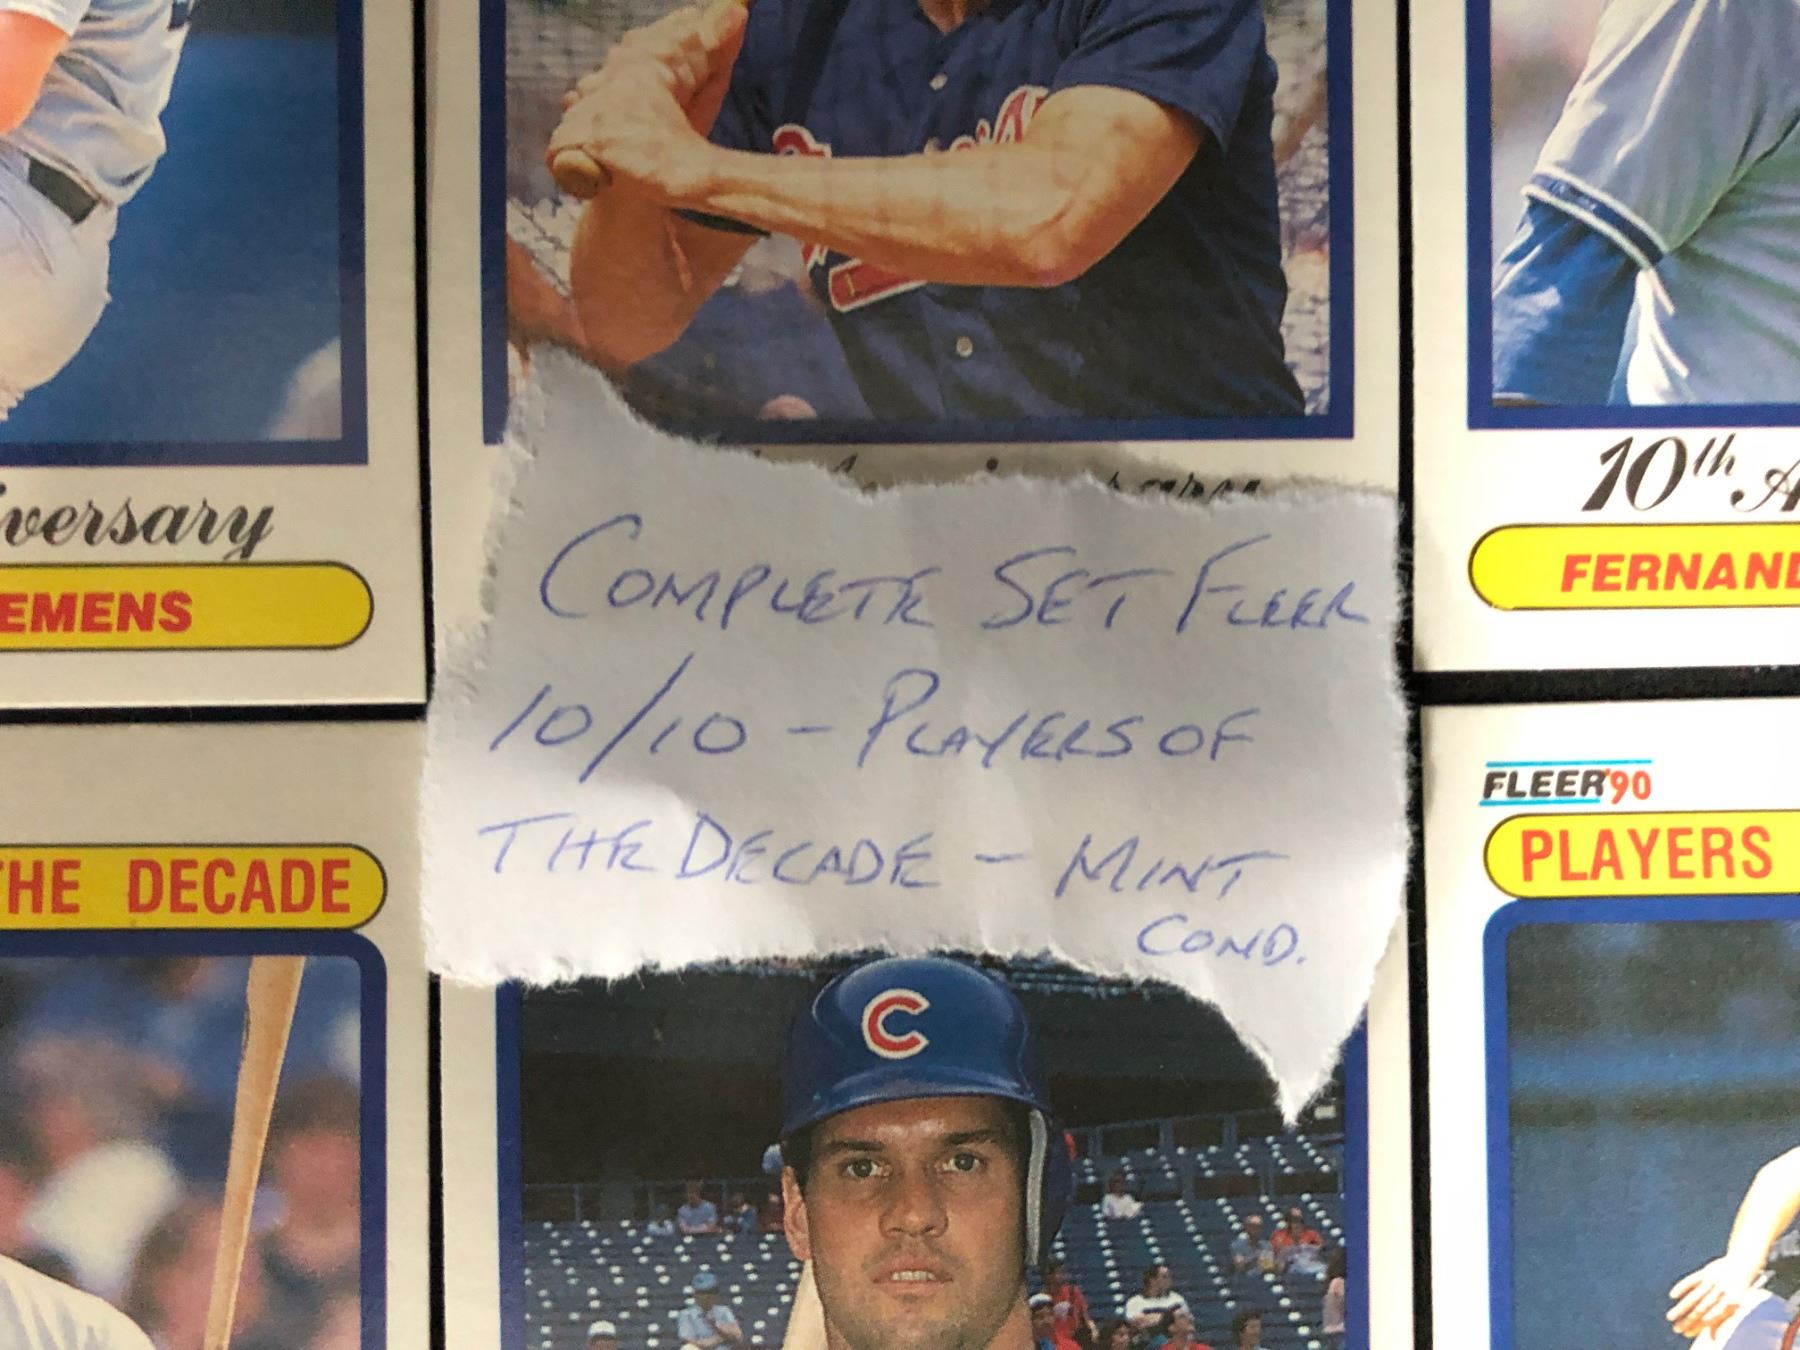 iversary
10th A
EMENS
FERNAND
COMPLETE SET FLEER
10/10 - PLAYERS OF
THE DECADE - MINT
COND.
FLEER'90
THE DECADE
PLAYERS
C